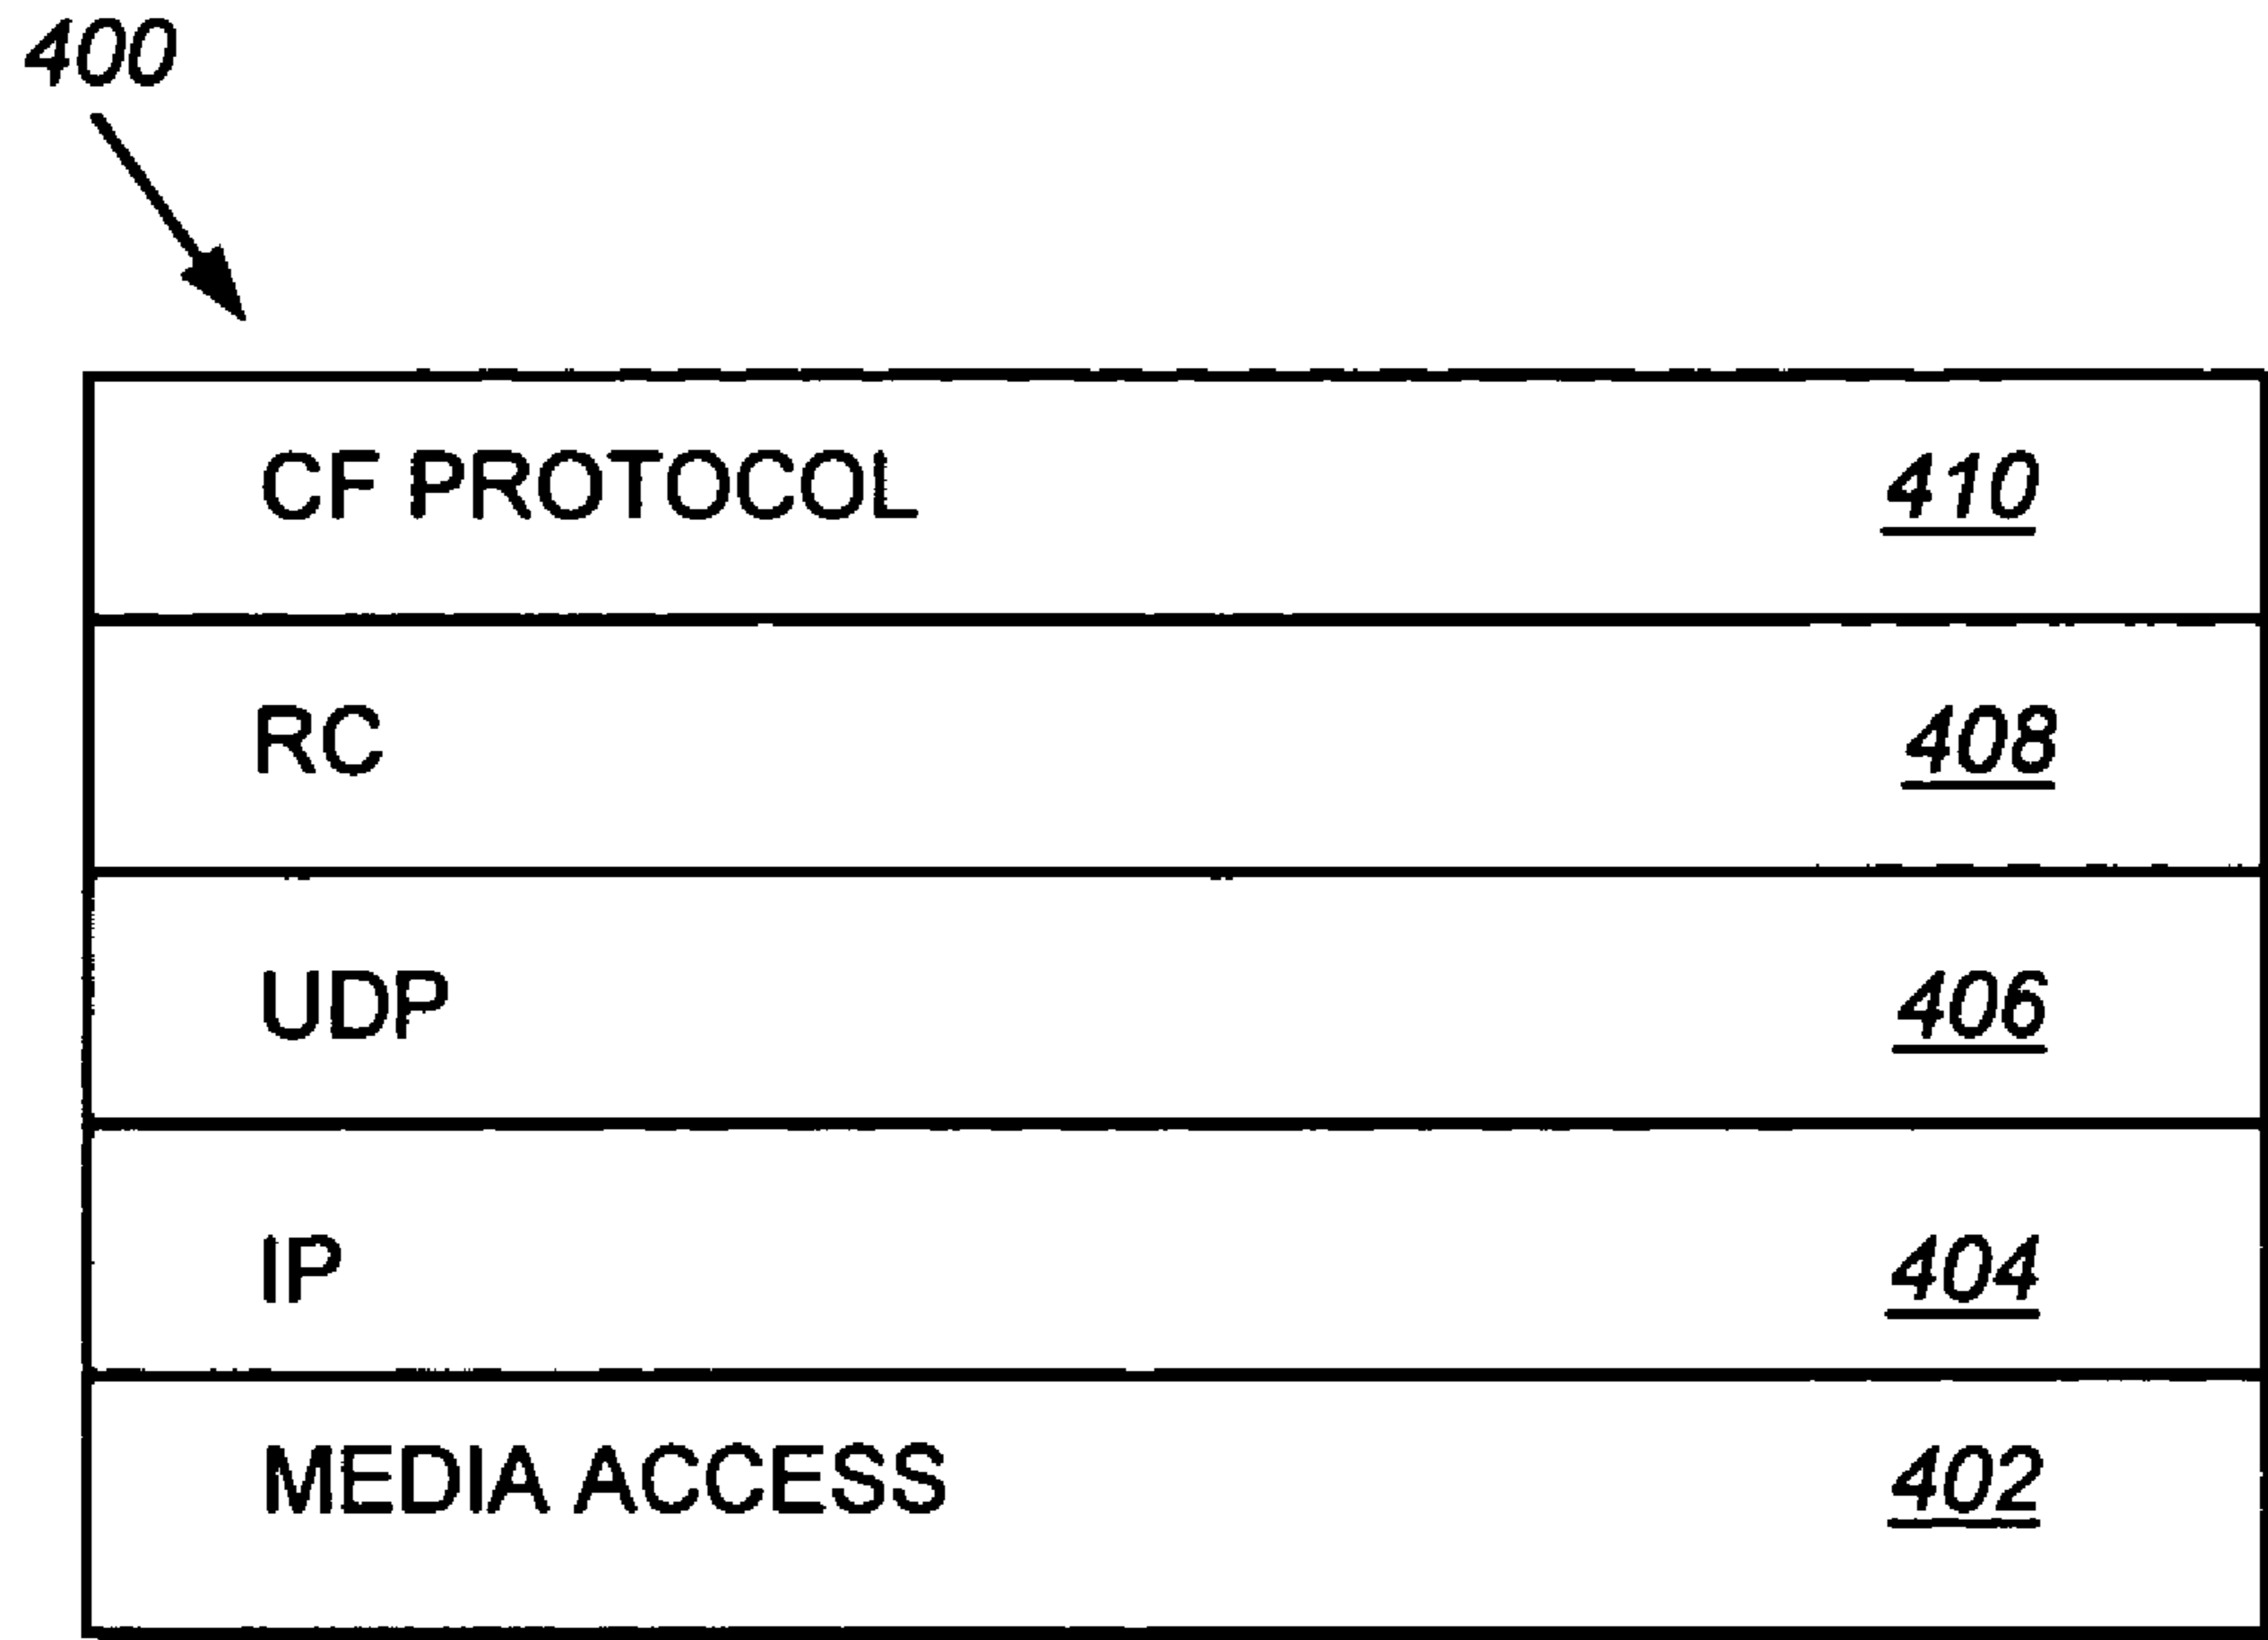 400
CF PROTOCOL 410
RC 408
UDP 406
IP 404
MEDIA ACCESS 402